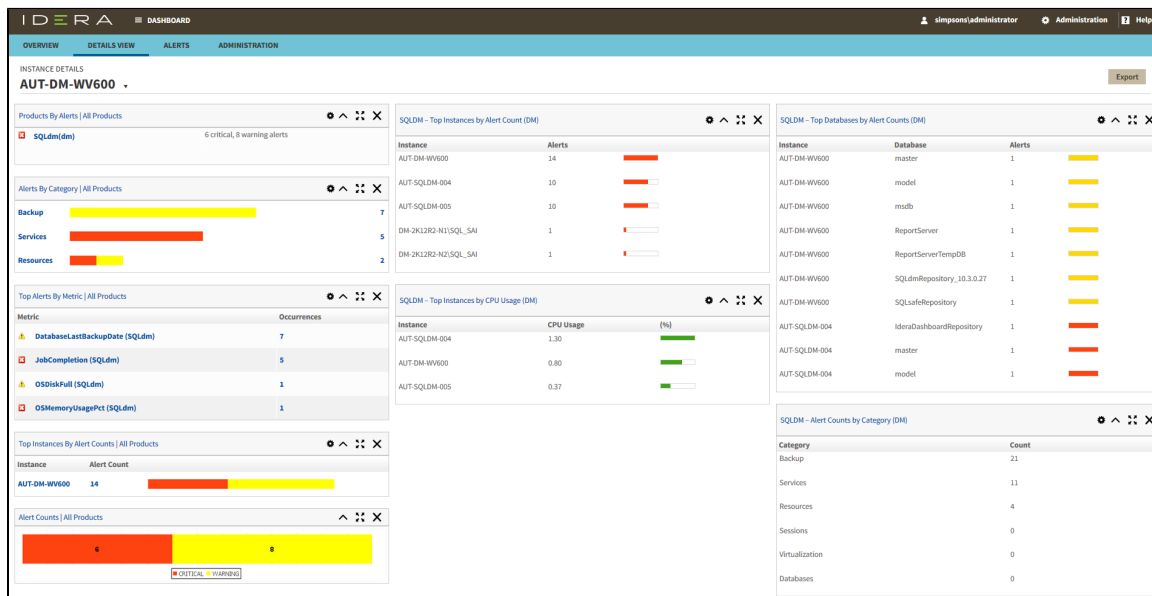 IDERA DASHBOARD simpsons\administrator Administration ? Help
OVERVIEW DETAILS VIEW ALERTS ADMINISTRATION
INSTANCE DETAILS
AUT-DM-WV600
Export
Products By Alerts | All Products
SQLdm(dm) 6 critical, 8 warning alerts
Alerts By Category | All Products
Backup 7
Services 5
Resources 2
Top Alerts By Metric | All Products
Metric Occurrences
DatabaseLastBackupDate (SQLdm) 7
JobCompletion (SQLdm) 5
OSDiskFull (SQLdm) 1
OSMemoryUsagePct (SQLdm) 1
Top Instances By Alert Counts | All Products
Instance Alert Count
AUT-DM-WV600 14
Alert Counts | All Products
6 8
CRITICAL WARNING
SQLDM – Top Instances by Alert Count (DM)
Instance Alerts
AUT-DM-WV600 14
AUT-SQLDM-004 10
AUT-SQLDM-005 10
DM-2K12R2-N1\SQL_SAI 1
DM-2K12R2-N2\SQL_SAI 1
SQLDM – Top Instances by CPU Usage (DM)
Instance CPU Usage (%)
AUT-SQLDM-004 1.30
AUT-DM-WV600 0.80
AUT-SQLDM-005 0.37
SQLDM – Top Databases by Alert Counts (DM)
Instance Database Alerts
AUT-DM-WV600 master 1
AUT-DM-WV600 model 1
AUT-DM-WV600 msdb 1
AUT-DM-WV600 ReportServer 1
AUT-DM-WV600 ReportServerTempDB 1
AUT-DM-WV600 SQLdmRepository_10.3.0.27 1
AUT-DM-WV600 SQLsafeRepository 1
AUT-SQLDM-004 IderaDashboardRepository 1
AUT-SQLDM-004 master 1
AUT-SQLDM-004 model 1
SQLDM – Alert Counts by Category (DM)
Category Count
Backup 21
Services 11
Resources 4
Sessions 0
Virtualization 0
Databases 0